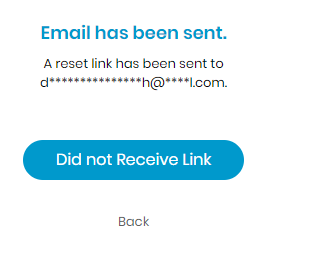 Email has been sent.
A reset link has been sent to
d***************h@****l.com.
Did not Receive Link
Back